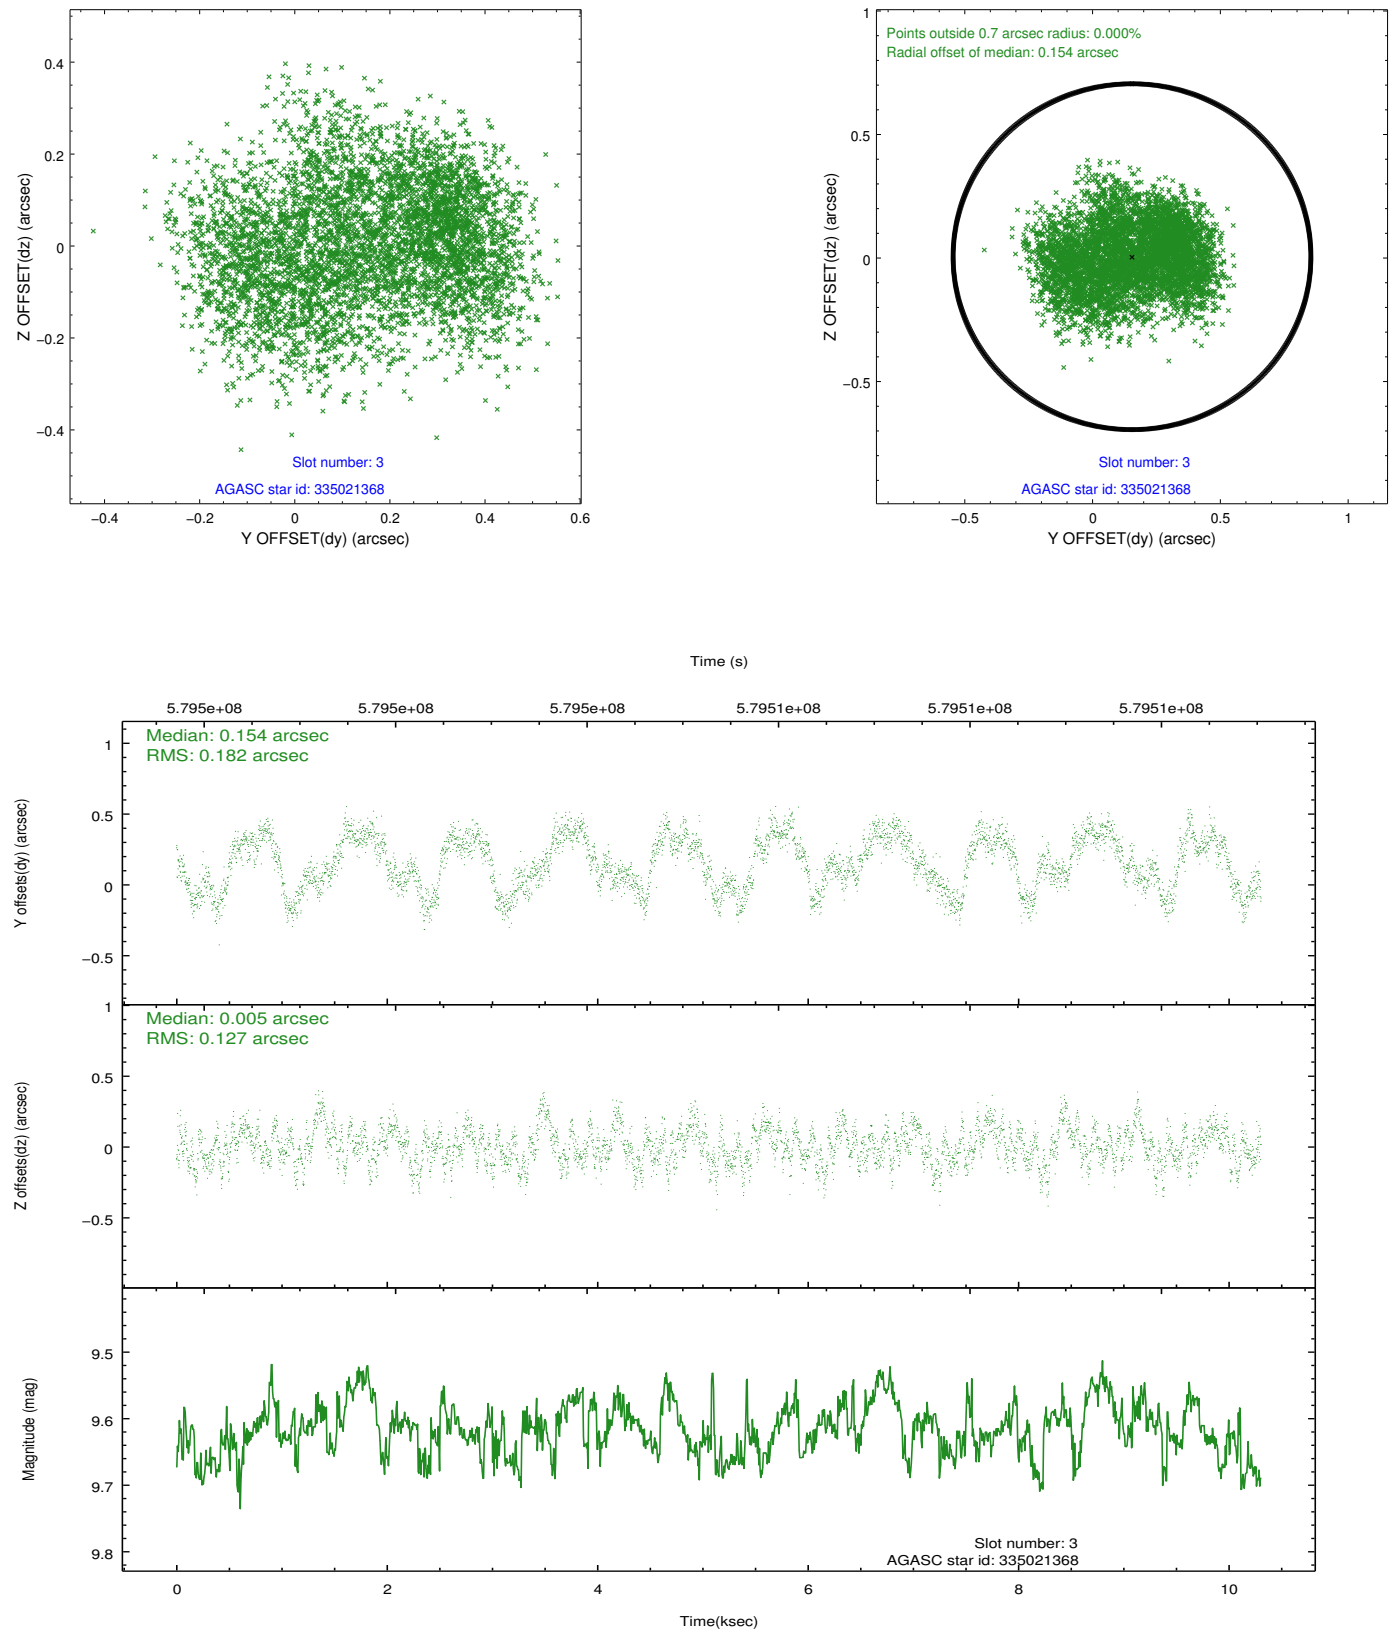 0.4
0.2
0
−0.2
−0.4
Z OFFSET(dz) (arcsec)
Slot number: 3
AGASC star id: 335021368
−0.4 −0.2 0 0.2 0.4 0.6
Y OFFSET(dy) (arcsec)
1
0.5
0
−0.5
Z OFFSET(dz) (arcsec)
Points outside 0.7 arcsec radius: 0.000%
Radial offset of median: 0.154 arcsec
Slot number: 3
AGASC star id: 335021368
−0.5 0 0.5 1
Y OFFSET(dy) (arcsec)
Time (s)
5.795e+08 5.795e+08 5.795e+08 5.7951e+08 5.7951e+08 5.7951e+08
Median: 0.154 arcsec
RMS: 0.182 arcsec
1
0.5
0
−0.5
Y offsets(dy) (arcsec)
Median: 0.005 arcsec
RMS: 0.127 arcsec
1
0.5
0
−0.5
Z offsets(dz) (arcsec)
9.5
9.6
9.7
9.8
Magnitude (mag)
Slot number: 3
AGASC star id: 335021368
0 2 4 6 8 10
Time(ksec)